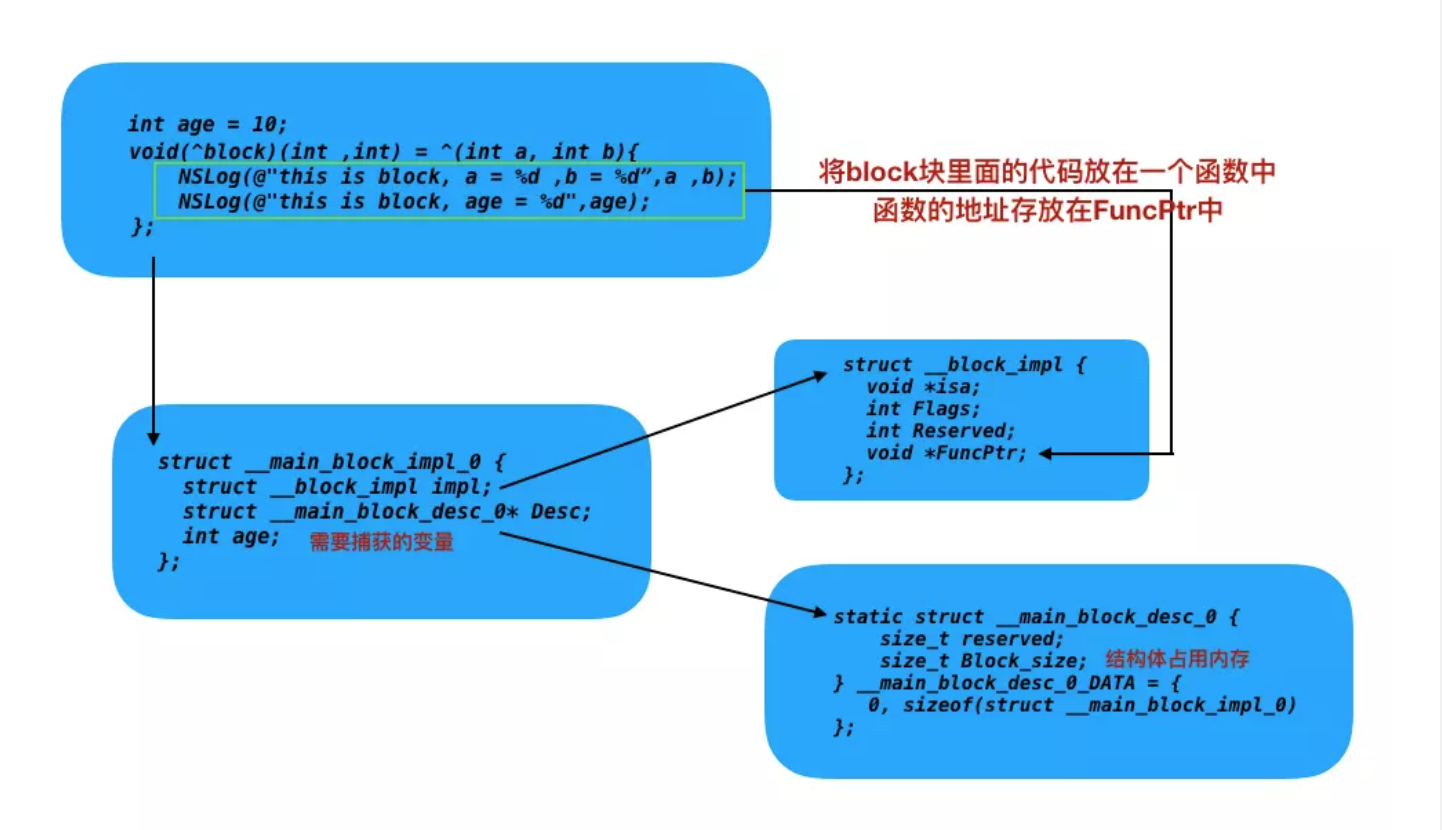 int age = 10;
void(^block)(int ,int) = ^(int a, int b){
NSLog(@"this is block, a = %d ,b = %d”,a ,b);
NSLog(@"this is block, age = %d",age);
};
将block块里面的代码放在一个函数中
函数的地址存放在FuncPtr中
struct __block_impl {
void *isa;
int Flags;
int Reserved;
void *FuncPtr;
};
struct __main_block_impl_0 {
struct __block_impl impl;
struct __main_block_desc_0* Desc;
int age; 需要捕获的变量
};
static struct __main_block_desc_0 {
size_t reserved;
size_t Block_size; 结构体占用内存
} __main_block_desc_0_DATA = {
0, sizeof(struct __main_block_impl_0)
};